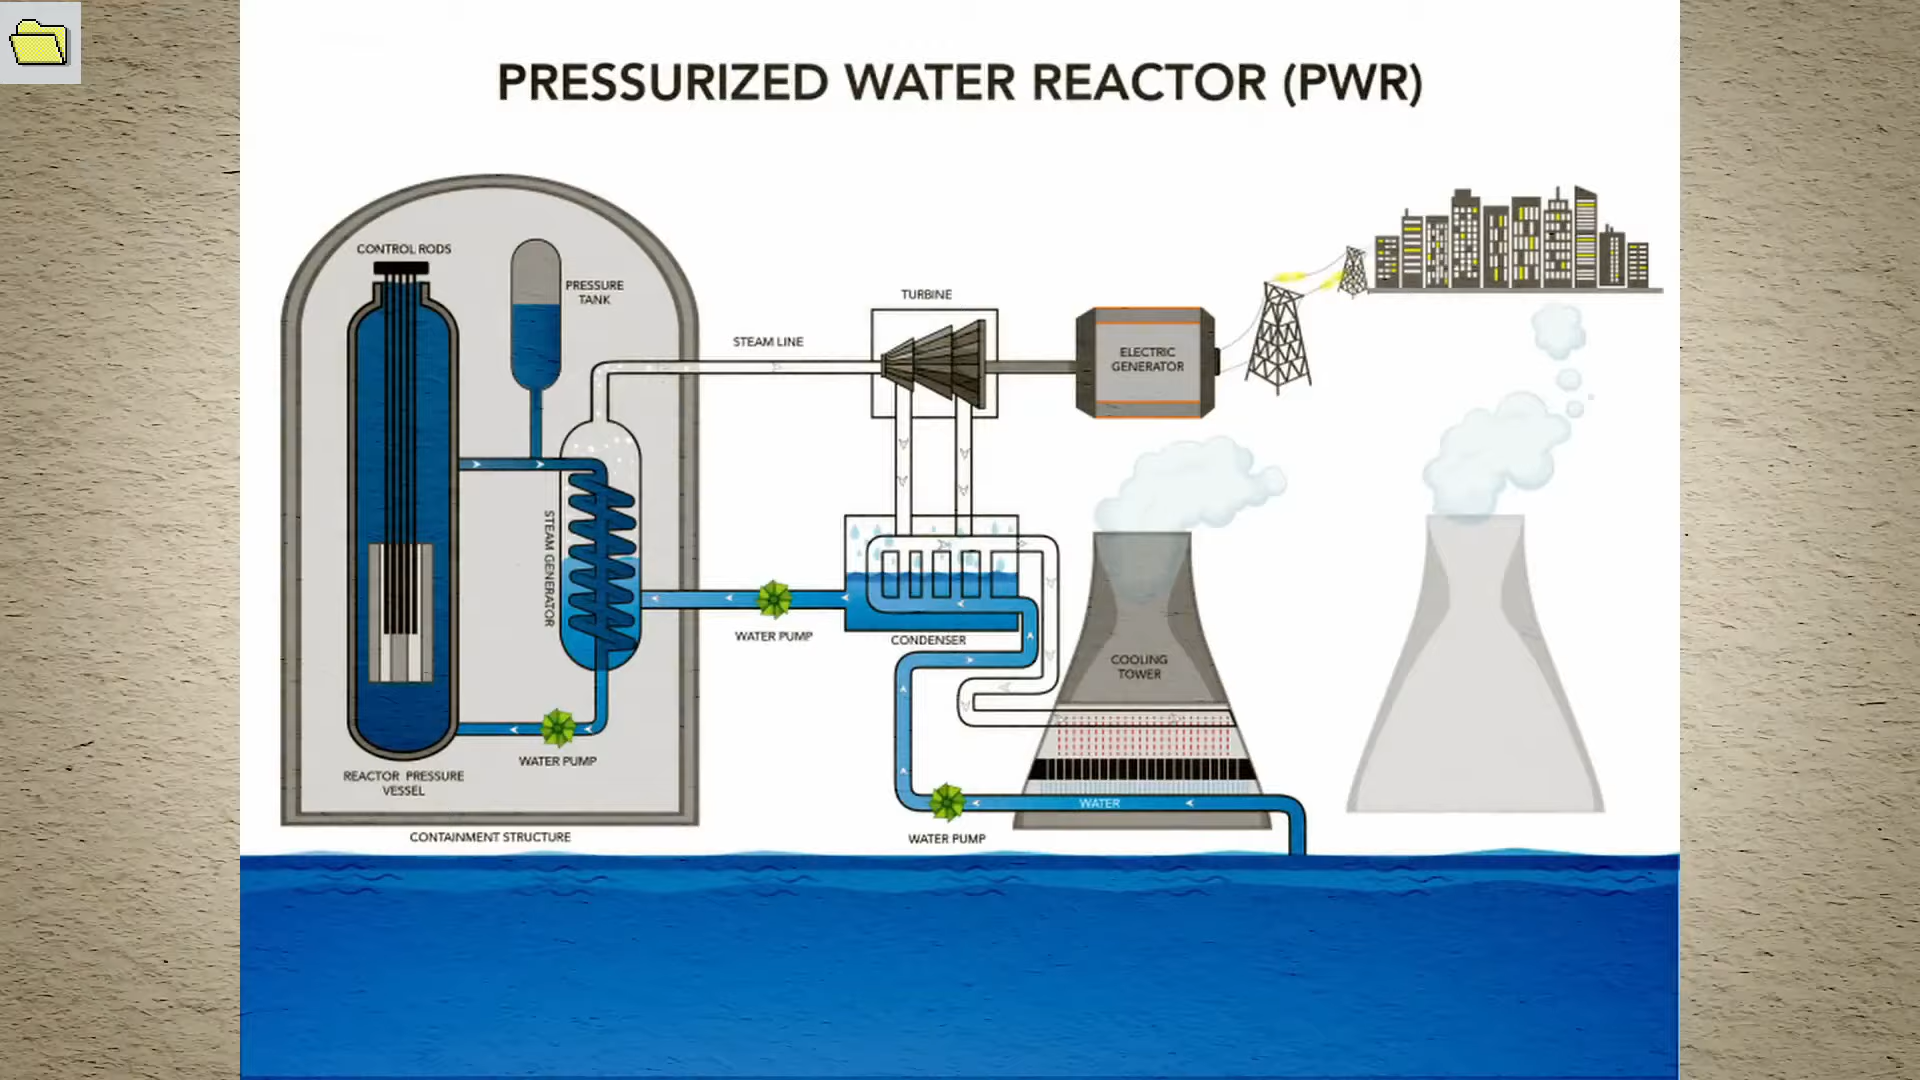 PRESSURIZED WATER REACTOR (PWR)
CONTROL RODS
PRESSURE
TANK
TURBINE
STEAM LINE
ELECTRIC
GENERATOR
STEAM GENERATOR
WATER PUMP
CONDENSER
COOLING
TOWER
WATER PUMP
REACTOR PRESSURE
VESSEL
WATER
WATER PUMP
CONTAINMENT STRUCTURE